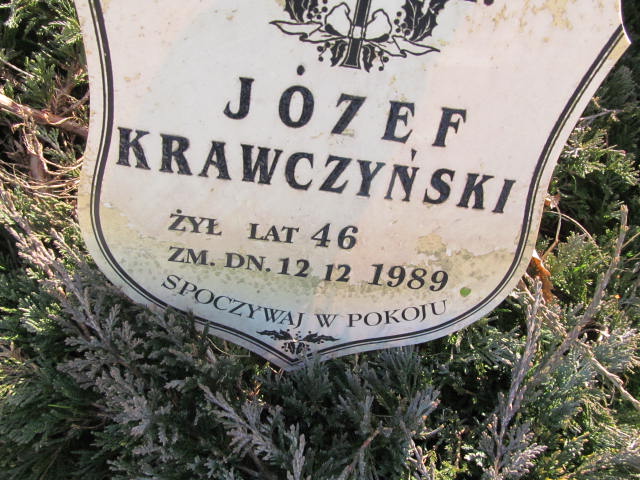 JÓZEF
KRAWCZYŃSKI
ŻYŁ LAT 46
ZM. DN. 12 12 1989
SPOCZYWAJ W POKOJU